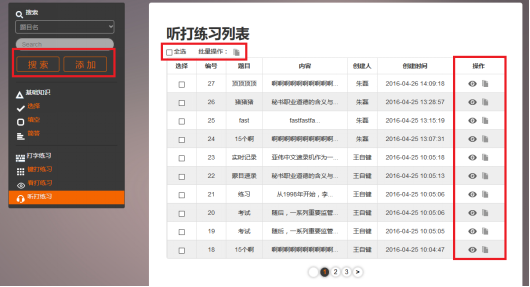 搜索
题目名
Search
搜 索
添 加
基础知识
选择
填空
简答
打字练习
键打练习
看打练习
听打练习
听打练习列表
全选 批量操作：
选择 编号 题目 内容 创建人 创建时间 操作
27 顶顶顶顶 啊啊啊啊啊啊啊啊啊... 朱磊 2016-04-26 14:09:18
26 猪猪猪 秘书职业道德的含义与... 朱磊 2016-04-25 13:28:57
25 fast fastfastfa... 朱磊 2016-04-25 13:15:19
24 15个啊 啊啊啊啊啊啊啊啊啊... 朱磊 2016-04-25 13:07:31
23 实时记录 亚伟中文速录机作为一... 王自健 2016-04-25 10:05:18
22 题目速录 秘书职业道德的含义与... 王自健 2016-04-25 10:05:13
21 练习 从1998年开始，李... 王自健 2016-04-25 10:05:06
20 考试 随后，一系列重要监管... 王自健 2016-04-25 10:05:06
19 考试 随后，一系列重要监管... 王自健 2016-04-25 10:05:05
18 15个啊 啊啊啊啊啊啊啊啊啊... 王自健 2016-04-25 10:04:47
< 1 2 3 >